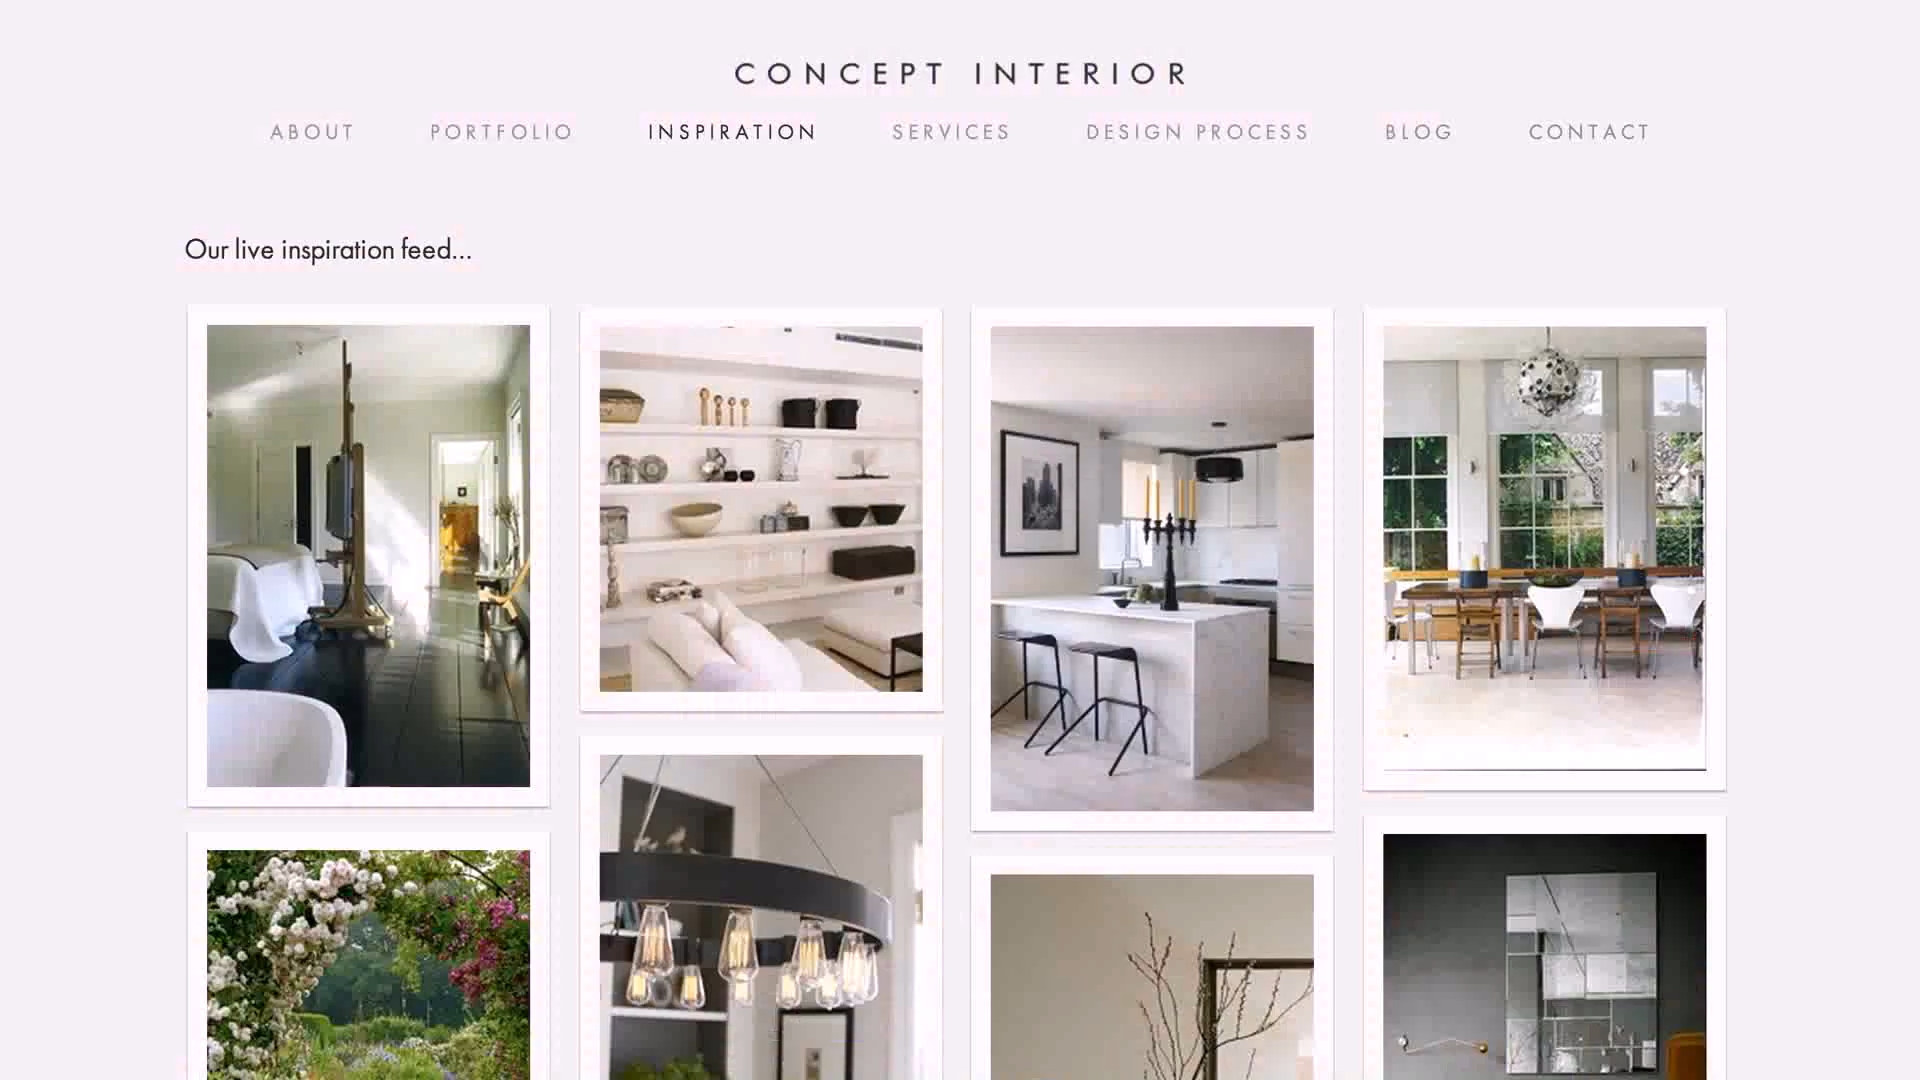 CONCEPT INTERIOR
ABOUT PORTFOLIO INSPIRATION SERVICES DESIGN PROCESS BLOG CONTACT
Our live inspiration feed...